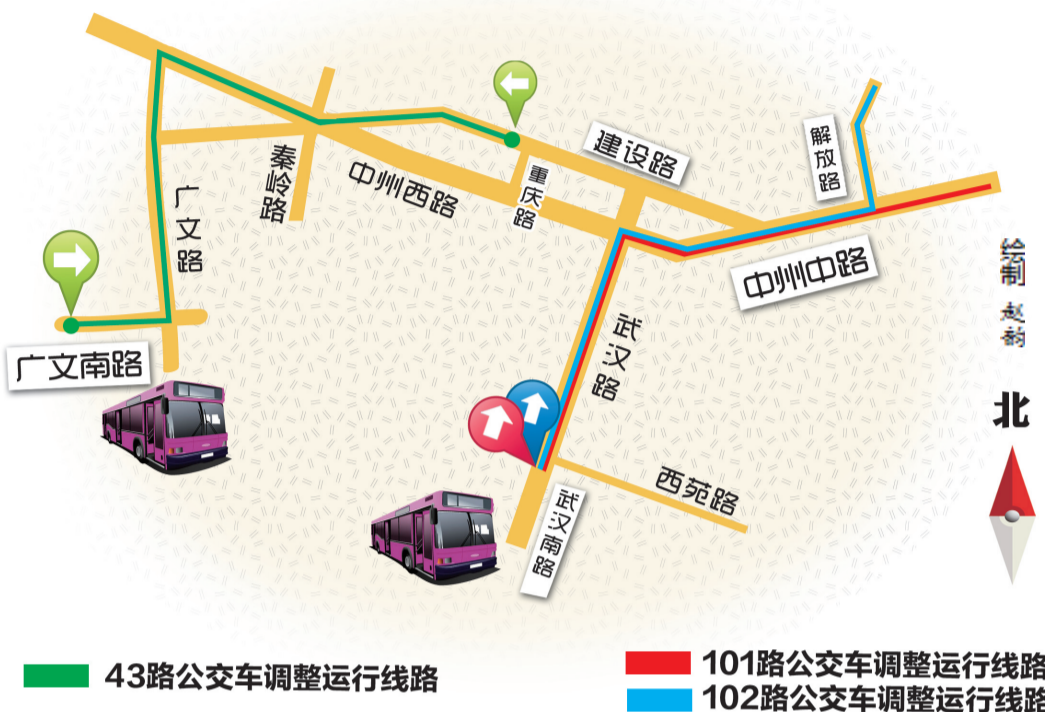 建设路
解放路
秦岭路
中州西路
重庆路
广文路
中州中路
绘制 赵韵
武汉路
广文南路
北
西苑路
武汉南路
43路公交车调整运行线路
101路公交车调整运行线路
102路公交车调整运行线路